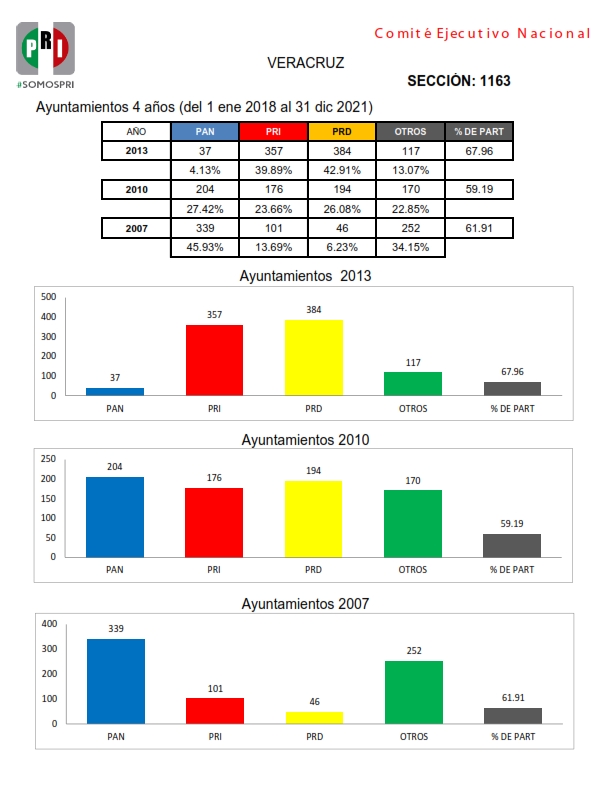 PRI
#SOMOSPRI
Comité Ejecutivo Nacional
VERACRUZ
SECCIÓN: 1163
Ayuntamientos 4 años (del 1 ene 2018 al 31 dic 2021)
AÑO PAN PRI PRD OTROS % DE PART
2013 37 357 384 117 67.96
4.13% 39.89% 42.91% 13.07%
2010 204 176 194 170 59.19
27.42% 23.66% 26.08% 22.85%
2007 339 101 46 252 61.91
45.93% 13.69% 6.23% 34.15%
Ayuntamientos 2013
500
400
300
200
100
0
37 357 384 117 67.96
PAN PRI PRD OTROS % DE PART
Ayuntamientos 2010
250
200
150
100
50
0
204 176 194 170 59.19
PAN PRI PRD OTROS % DE PART
Ayuntamientos 2007
400
300
200
100
0
339 101 46 252 61.91
PAN PRI PRD OTROS % DE PART